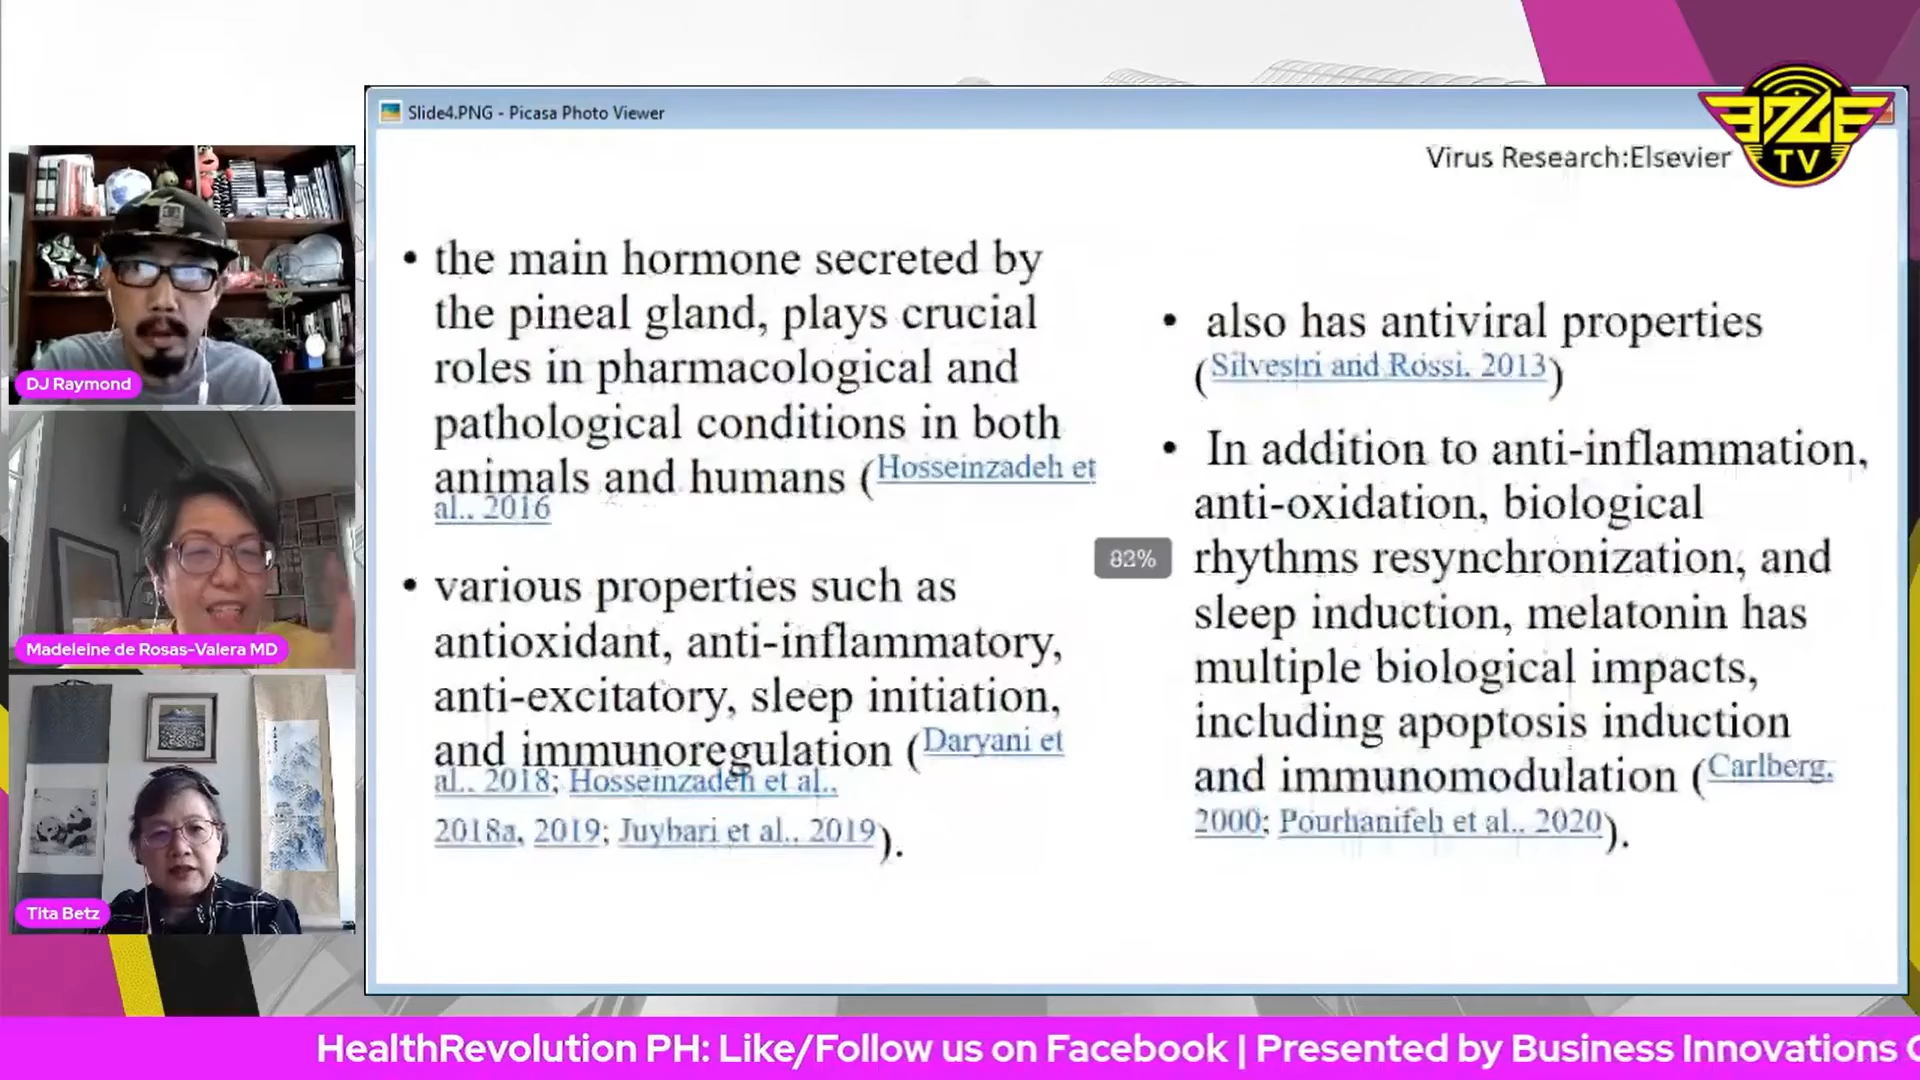 Slide4.PNG - Picasa Photo Viewer
Virus Research:Elsevier
TV
• the main hormone secreted by
the pineal gland, plays crucial
roles in pharmacological and
pathological conditions in both
animals and humans (Hosseinzadeh et
al., 2016
• various properties such as
antioxidant, anti-inflammatory,
anti-excitatory, sleep initiation,
and immunoregulation (Daryani et
al., 2018; Hosseinzadeh et al.,
2018a, 2019; Juybari et al., 2019).
• also has antiviral properties
(Silvestri and Rossi, 2013)
• In addition to anti-inflammation,
anti-oxidation, biological
rhythms resynchronization, and
sleep induction, melatonin has
multiple biological impacts,
including apoptosis induction
and immunomodulation (Carlberg,
2000; Pourhanifeh et al., 2020).
82%
DJ Raymond
Madeleine de Rosas-Valera MD
Tita Betz
HealthRevolution PH: Like/Follow us on Facebook | Presented by Business Innovations